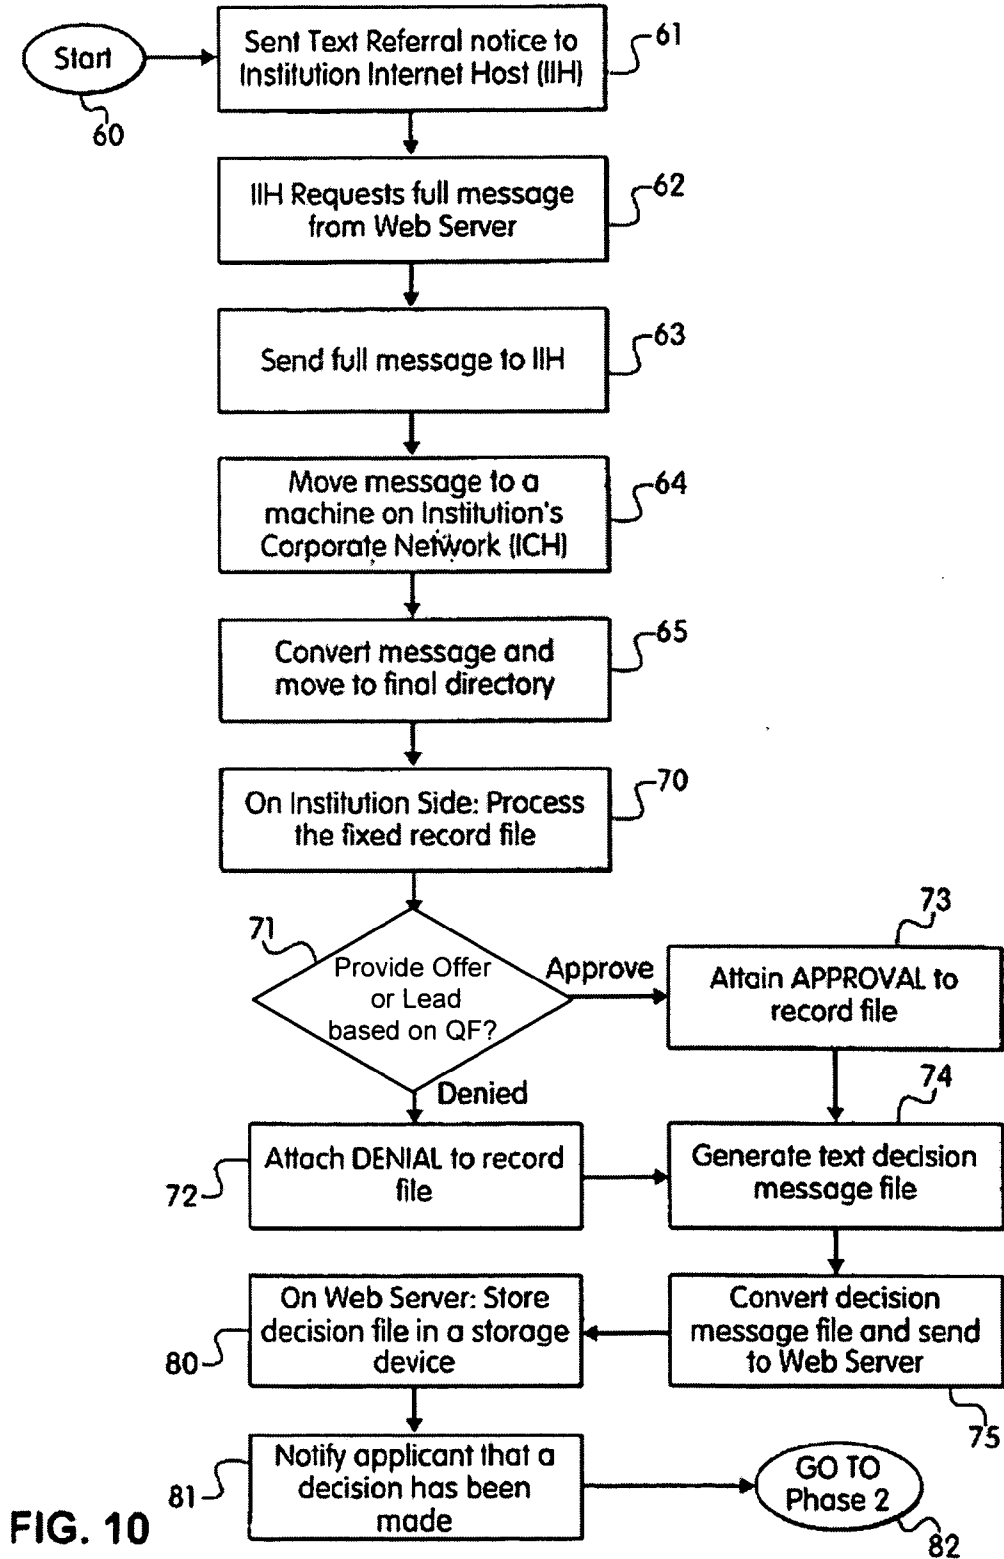 Start
60
Sent Text Referral notice to
Institution Internet Host (IIH)
61
IIH Requests full message
from Web Server
62
Send full message to IIH
63
Move message to a
machine on Institution's
Corporate Network (ICH)
64
Convert message and
move to final directory
65
On Institution Side: Process
the fixed record file
70
71
Provide Offer
or Lead
based on QF?
Approve
Denied
73
Attain APPROVAL to
record file
72
Attach DENIAL to record
file
74
Generate text decision
message file
Convert decision
message file and send
to Web Server
75
On Web Server: Store
decision file in a storage
device
80
Notify applicant that a
decision has been
made
81
GO TO
Phase 2
82
FIG. 10